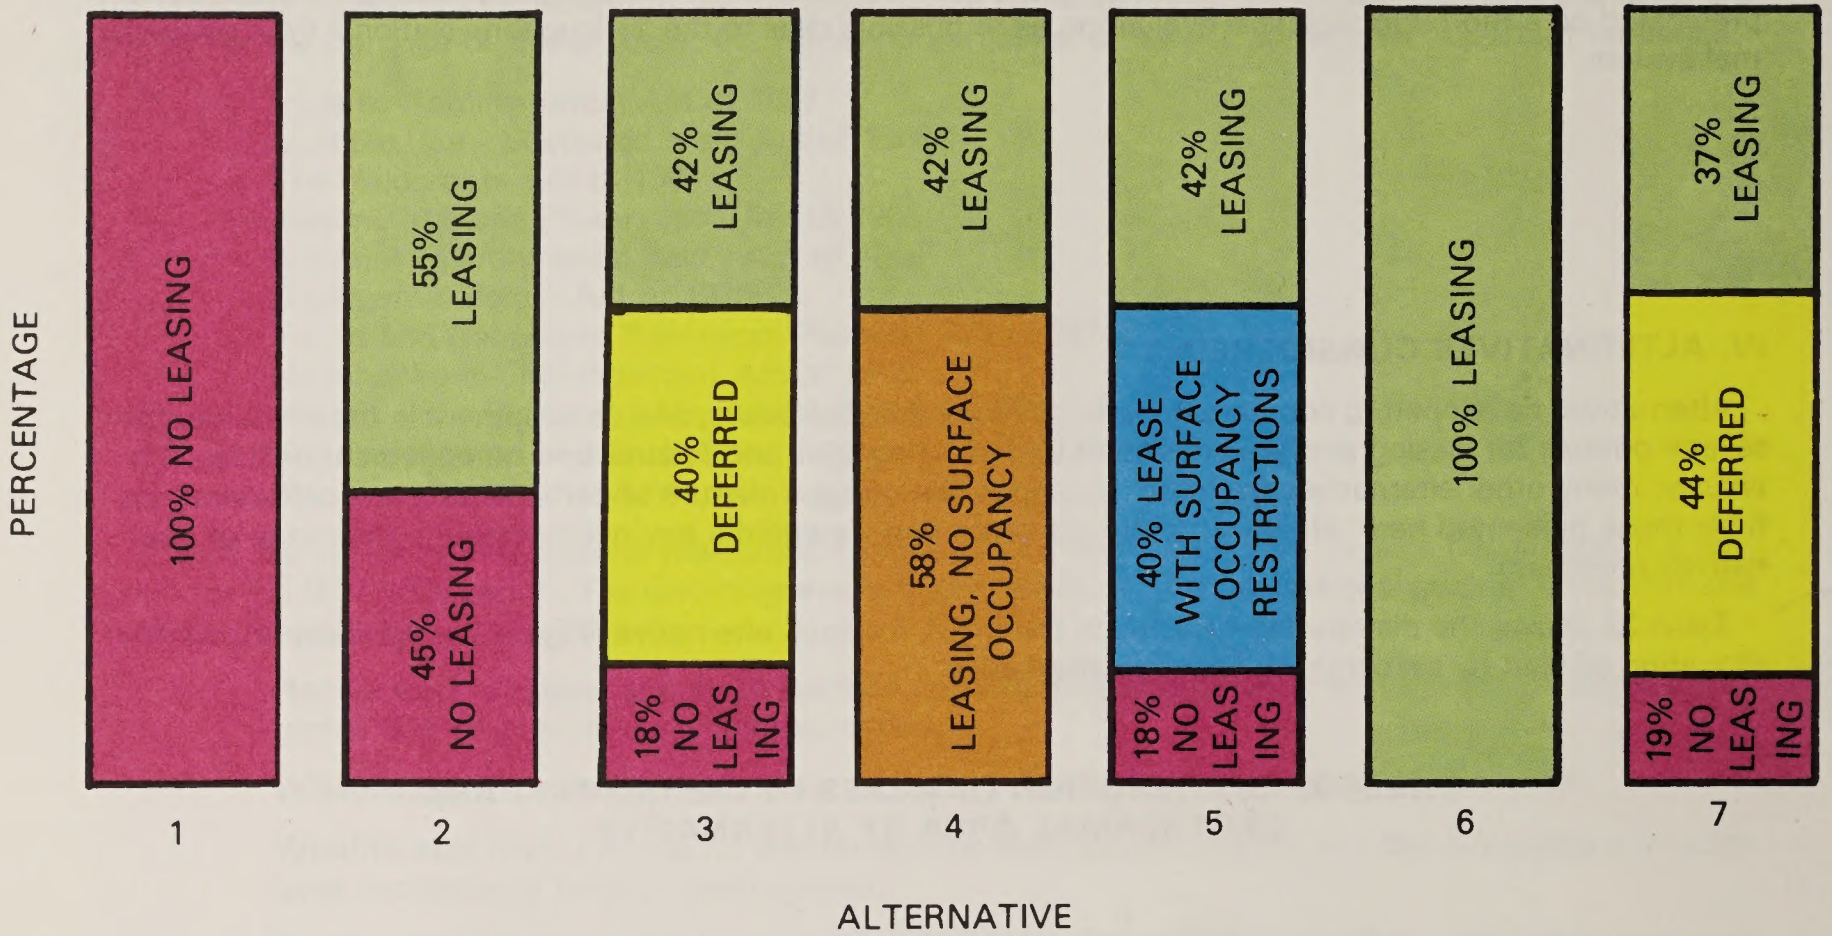 PERCENTAGE
100% NO LEASING
55%
LEASING
45%
NO LEASING
42%
LEASING
40%
DEFERRED
18%
NO
LEAS
ING
42%
LEASING
58%
LEASING, NO SURFACE
OCCUPANCY
42%
LEASING
40% LEASE
WITH SURFACE
OCCUPANCY
RESTRICTIONS
18%
NO
LEAS
ING
100% LEASING
37%
LEASING
44%
DEFERRED
19%
NO
LEAS
ING
1
2
3
4
5
6
7
ALTERNATIVE